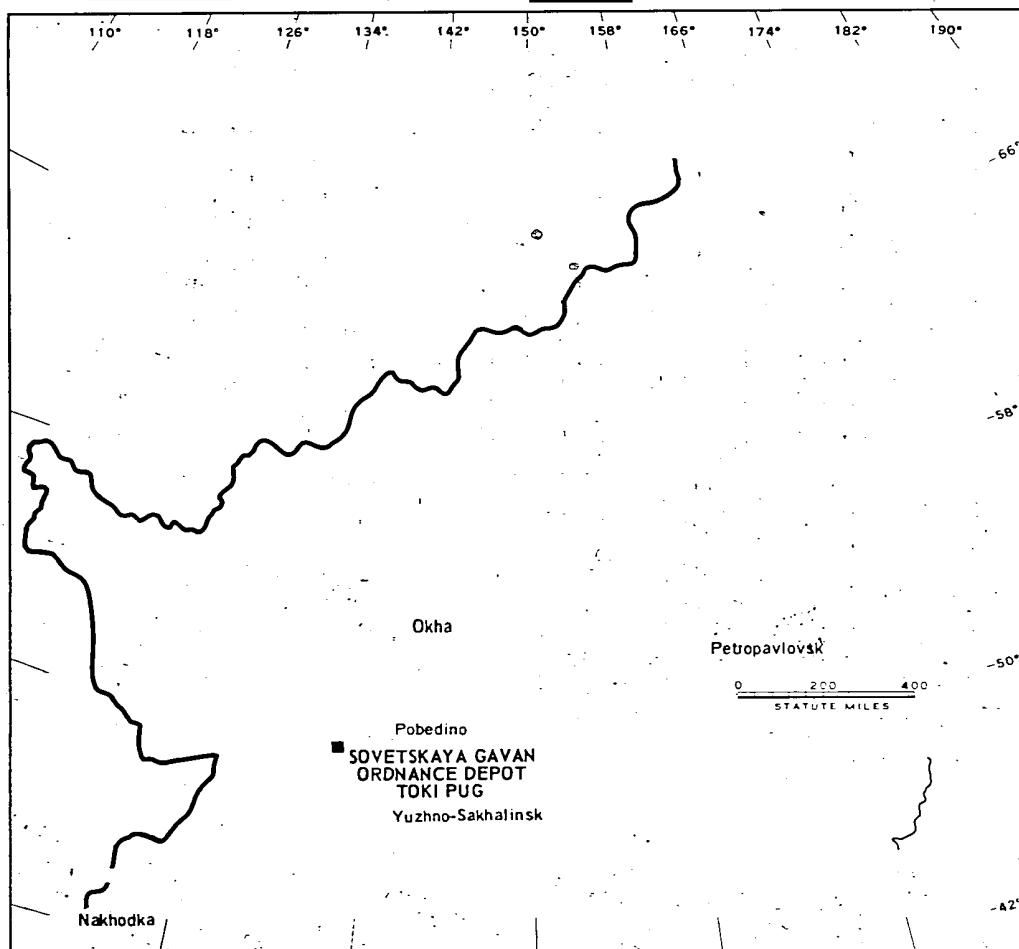 110° 118° 126° 134° 142° 150° 158° 166° 174° 182° 190°
66°
58°
Okha
Petropavlovsk
50°
0 200 400
STATUTE MILES
Pobedino
SOVETSKAYA GAVAN
ORDNANCE DEPOT
TOKI PUG
Yuzhno-Sakhalinsk
42°
Nakhodka